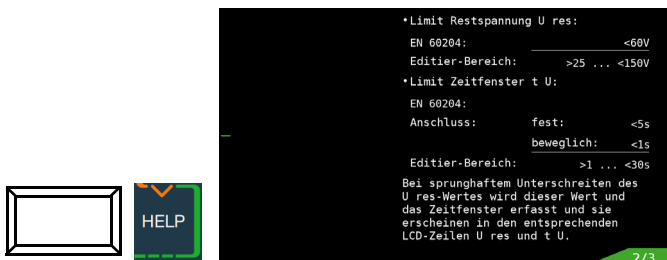 •Limit Restspannung U res:
EN 60204: <60V
Editier-Bereich: >25 ... <150V
•Limit Zeitfenster t U:
EN 60204:
Anschluss: fest: <5s
beweglich: <1s
Editier-Bereich: >1 ... <30s
Bei sprunghaftem Unterschreiten des
U res-Wertes wird dieser Wert und
das Zeitfenster erfasst und sie
erscheinen in den entsprechenden
LCD-Zeilen U res und t U.
HELP
2/3